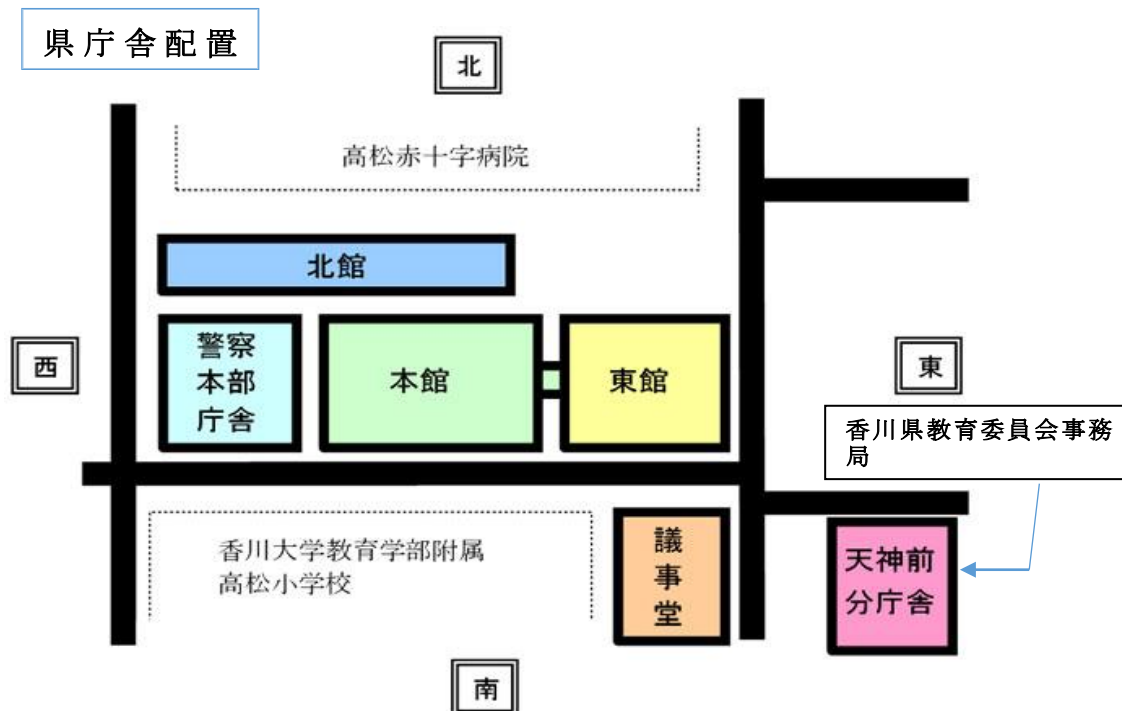 県庁舎配置
北
高松赤十字病院
北館
西
警察
本部
庁舎
本館
東館
東
香川県教育委員会事務
局
香川大学教育学部附属
高松小学校
議
事
堂
天神前
分庁舎
南